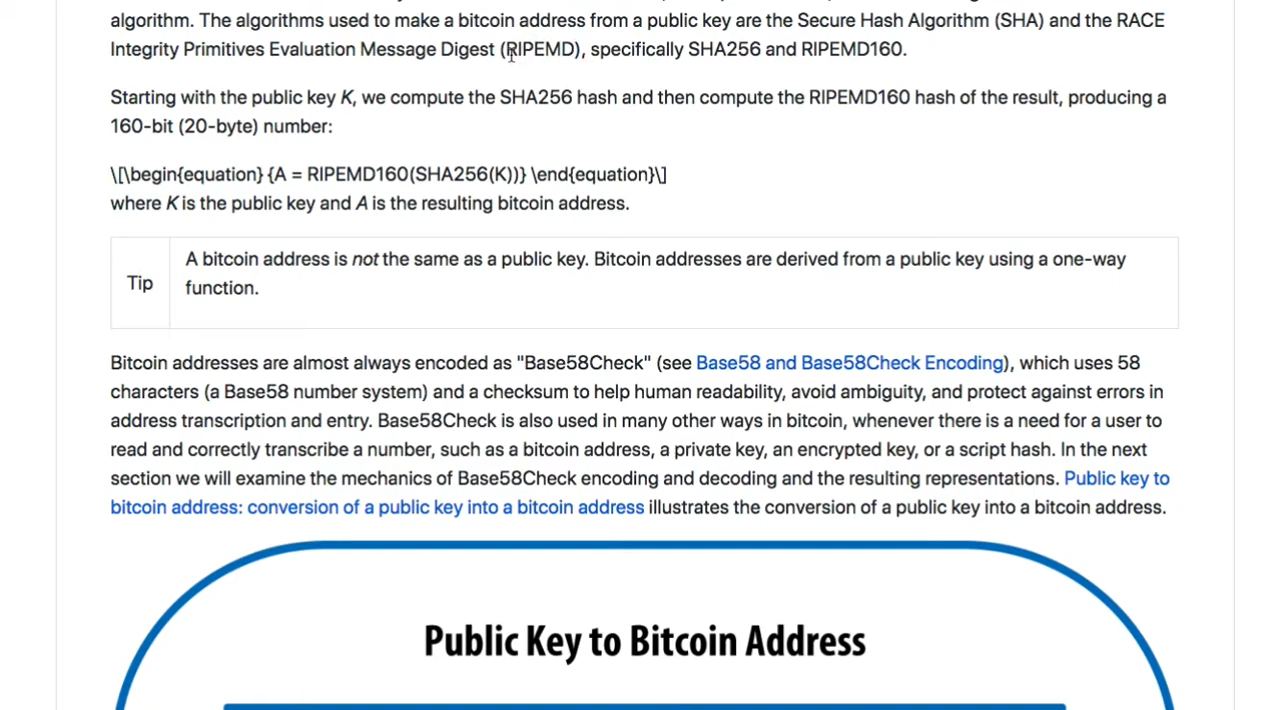 algorithm. The algorithms used to make a bitcoin address from a public key are the Secure Hash Algorithm (SHA) and the RACE
Integrity Primitives Evaluation Message Digest (RIPEMD), specifically SHA256 and RIPEMD160.
Starting with the public key K, we compute the SHA256 hash and then compute the RIPEMD160 hash of the result, producing a
160-bit (20-byte) number:
\[\begin{equation} {A = RIPEMD160(SHA256(K))} \end{equation}\]
where K is the public key and A is the resulting bitcoin address.
Tip
A bitcoin address is not the same as a public key. Bitcoin addresses are derived from a public key using a one-way
function.
Bitcoin addresses are almost always encoded as "Base58Check" (see Base58 and Base58Check Encoding), which uses 58
characters (a Base58 number system) and a checksum to help human readability, avoid ambiguity, and protect against errors in
address transcription and entry. Base58Check is also used in many other ways in bitcoin, whenever there is a need for a user to
read and correctly transcribe a number, such as a bitcoin address, a private key, an encrypted key, or a script hash. In the next
section we will examine the mechanics of Base58Check encoding and decoding and the resulting representations. Public key to
bitcoin address: conversion of a public key into a bitcoin address illustrates the conversion of a public key into a bitcoin address.
Public Key to Bitcoin Address